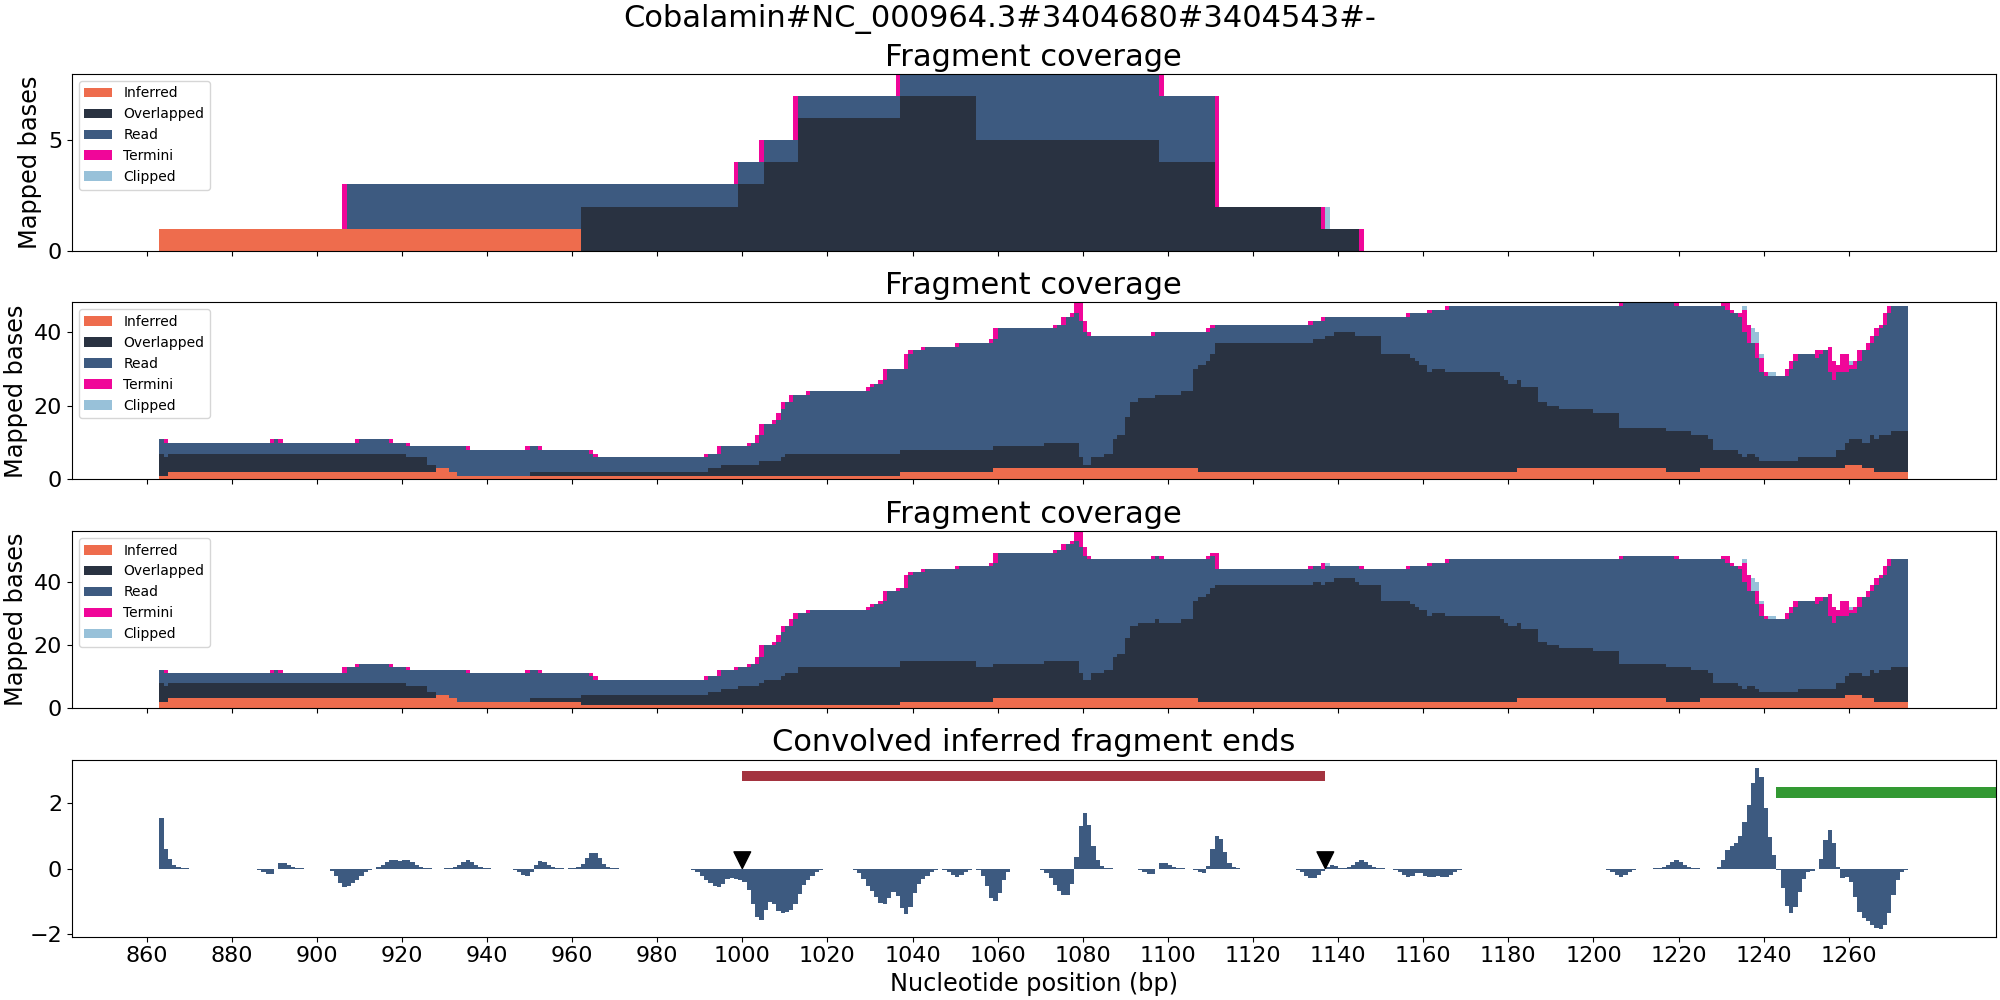 Cobalamin#NC_000964.3#3404680#3404543#-
Fragment coverage
Mapped bases
5
0
Inferred
Overlapped
Read
Termini
Clipped
Fragment coverage
Mapped bases
40
20
0
Inferred
Overlapped
Read
Termini
Clipped
Fragment coverage
Mapped bases
40
20
0
Inferred
Overlapped
Read
Termini
Clipped
Convolved inferred fragment ends
2
0
−2
860 880 900 920 940 960 980 1000 1020 1040 1060 1080 1100 1120 1140 1160 1180 1200 1220 1240 1260
Nucleotide position (bp)